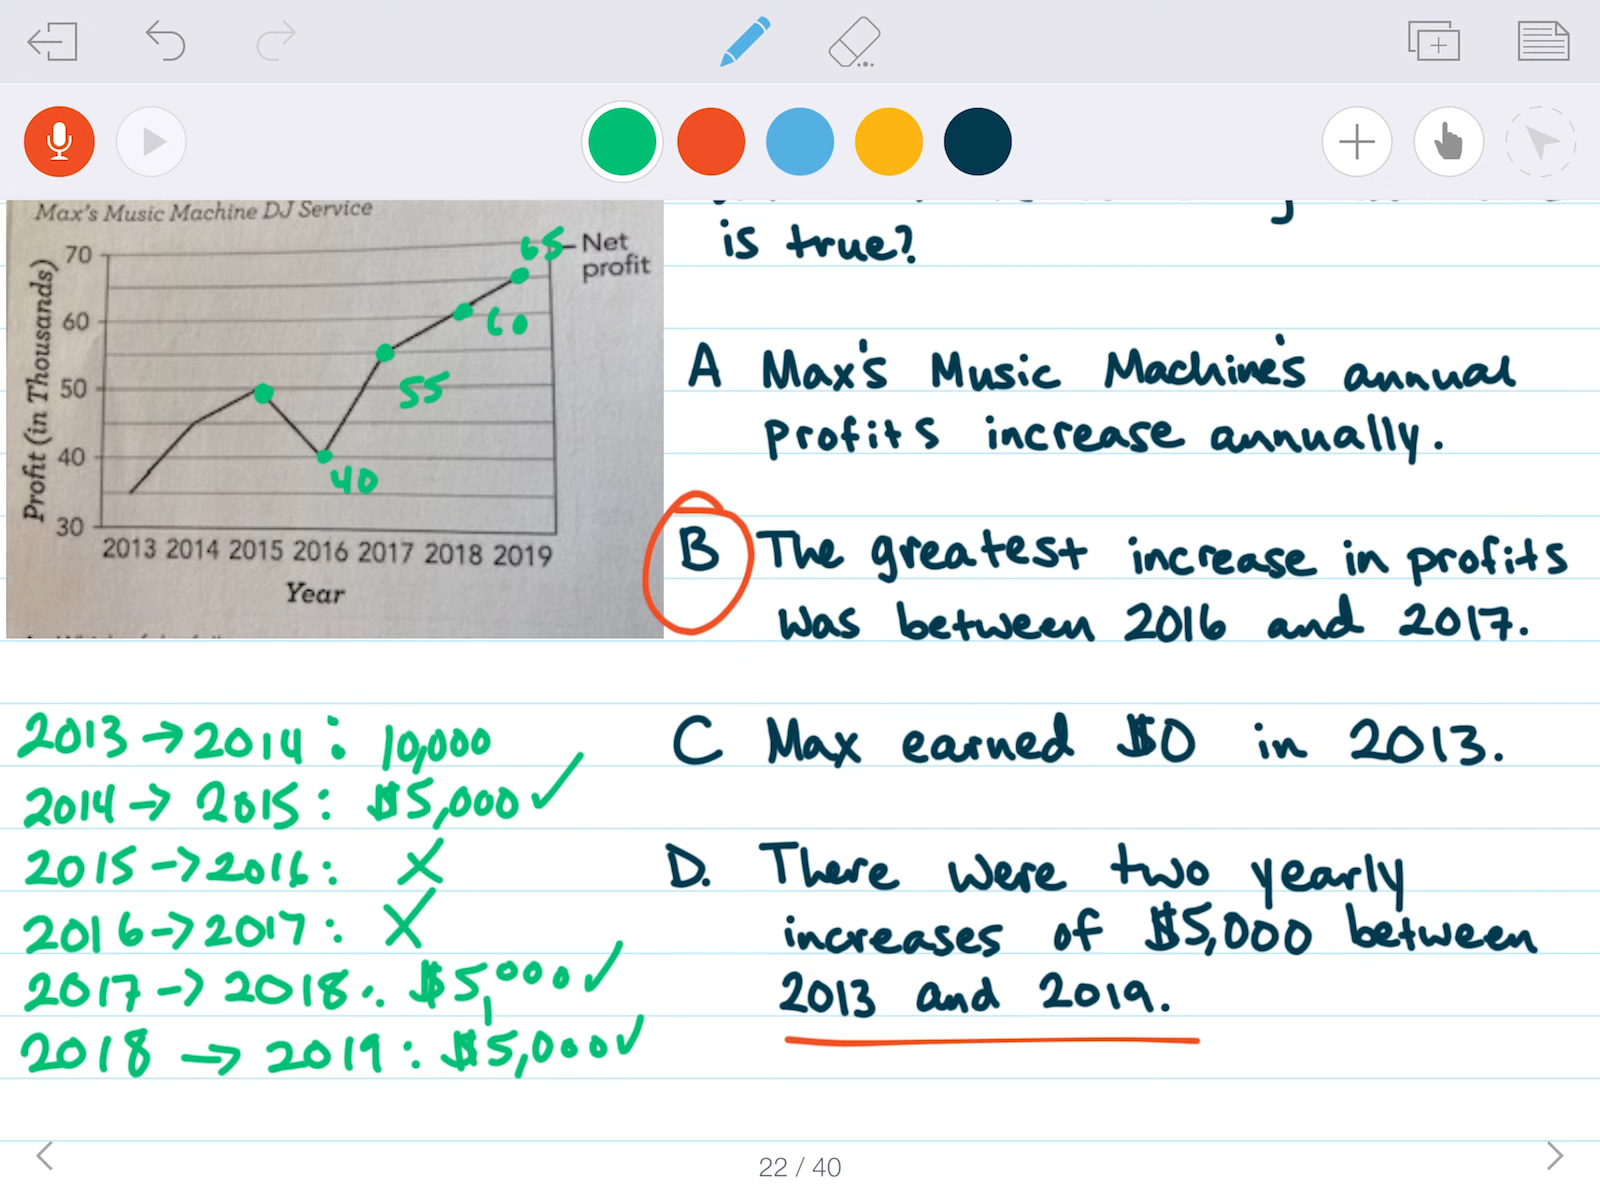 Max's Music Machine DJ Service
70
60
50
40
30
Profit (in Thousands)
65
60
55
40
Net
profit
2013 2014 2015 2016 2017 2018 2019
Year
is true?
A Max's Music Machine's annual
profits increase annually.
B The greatest increase in profits
was between 2016 and 2017.
C Max earned $0 in 2013.
D. There were two yearly
increases of $5,000 between
2013 and 2019.
2013 → 2014 : 10,000
2014 → 2015 : $5,000 ✓
2015 → 2016 : X
2016 → 2017 : X
2017 → 2018 : $5,000 ✓
2018 → 2019 : $5,000 ✓
22 / 40